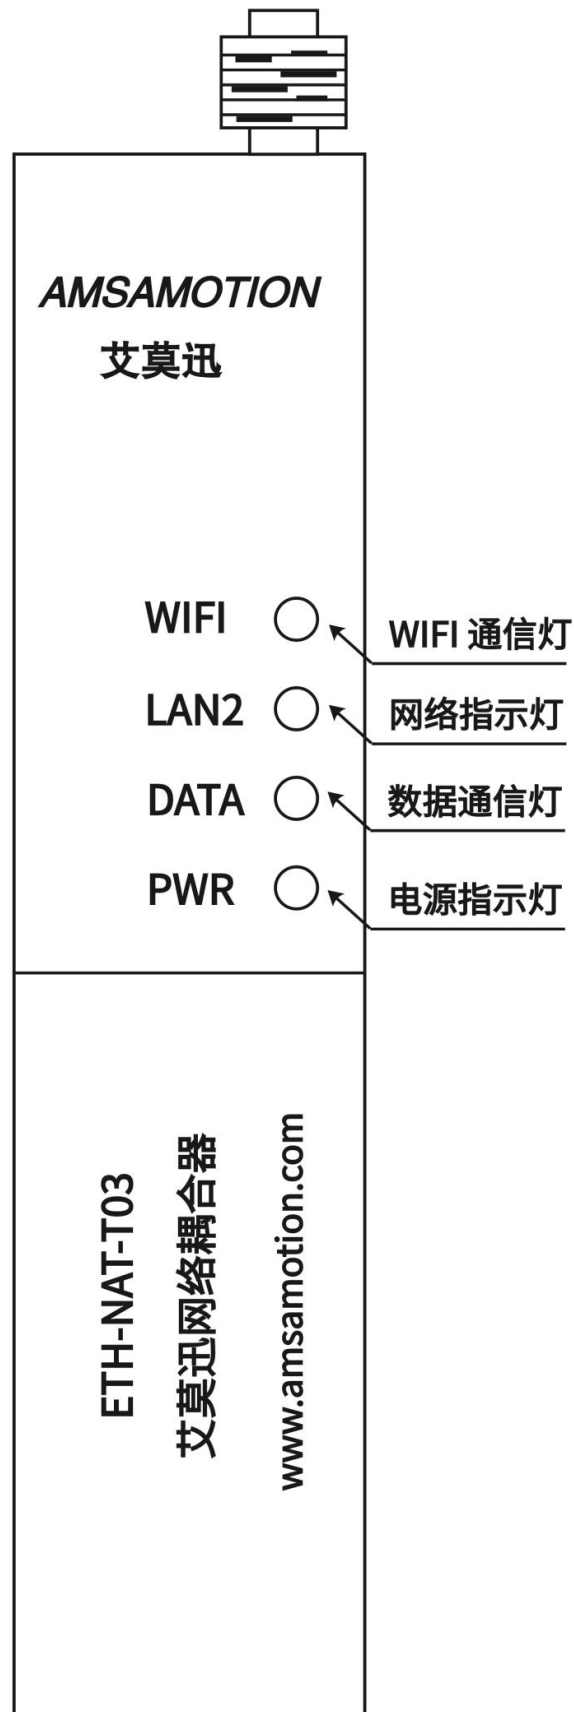 AMSAMOTION
艾莫迅
WIFI
WIFI 通信灯
LAN2
网络指示灯
DATA
数据通信灯
PWR
电源指示灯
ETH-NAT-T03
艾莫迅网络耦合器
www.amsamotion.com